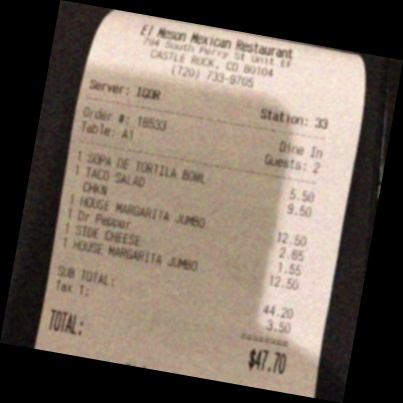 El Meson Mexican Restaurant
794 South Perry St Unit EF
CASTLE ROCK, CO 80104
(720) 733-9705
Server: IGOR
Station: 33
Order #: 18533
Dine In
Table: A1
Guests: 2
1 SOPA DE TORTILA BOWL 5.50
1 TACO SALAD 9.50
CHKN
1 HOUSE MARGARITA JUMBO 12.50
1 Dr Pepper 2.65
1 SIDE CHEESE 1.55
1 HOUSE MARGARITA JUMBO 12.50
SUB TOTAL: 44.20
Tax 1: 3.50
TOTAL: $47.70